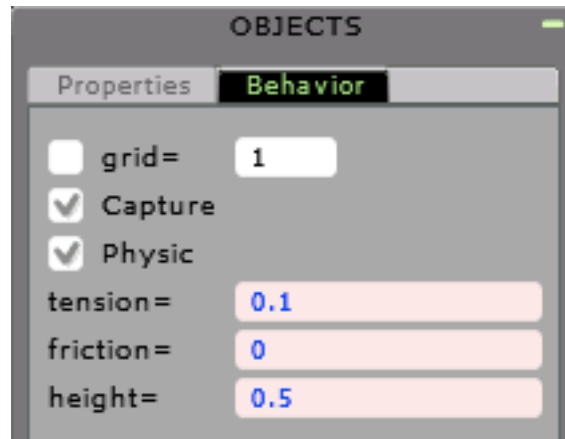 OBJECTS
Properties Behavior
grid= 1
Capture
Physic
tension= 0.1
friction= 0
height= 0.5